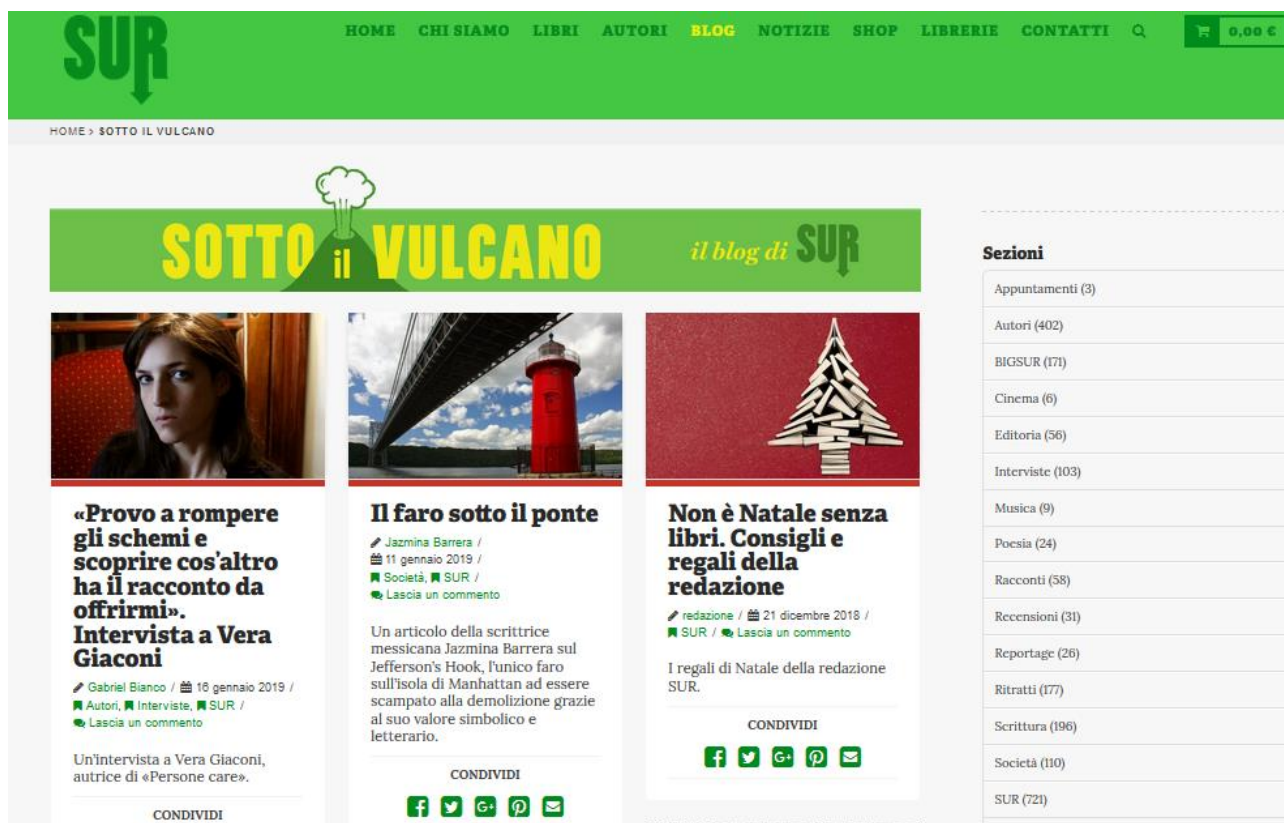 SUR
HOME CHI SIAMO LIBRI AUTORI BLOG NOTIZIE SHOP LIBRERIE CONTATTI 0,00 €
HOME > SOTTO IL VULCANO
SOTTO il VULCANO il blog di SUR
«Provo a rompere
gli schemi e
scoprire cos'altro
ha il racconto da
offrirmi».
Intervista a Vera
Giaconi
Gabriel Bianco / 16 gennaio 2019 /
Autori, Interviste, SUR /
Lascia un commento
Un'intervista a Vera Giaconi,
autrice di «Persone care».
CONDIVIDI
Il faro sotto il ponte
Jazmina Barrera /
11 gennaio 2019 /
Società, SUR /
Lascia un commento
Un articolo della scrittrice
messicana Jazmina Barrera sul
Jefferson's Hook, l'unico faro
sull'isola di Manhattan ad essere
scampato alla demolizione grazie
al suo valore simbolico e
letterario.
CONDIVIDI
Non è Natale senza
libri. Consigli e
regali della
redazione
redazione / 21 dicembre 2018 /
SUR / Lascia un commento
I regali di Natale della redazione
SUR.
CONDIVIDI
Sezioni
Appuntamenti (3)
Autori (402)
BIGSUR (171)
Cinema (6)
Editoria (56)
Interviste (103)
Musica (9)
Poesia (24)
Racconti (58)
Recensioni (31)
Reportage (26)
Ritratti (177)
Scrittura (196)
Società (110)
SUR (721)